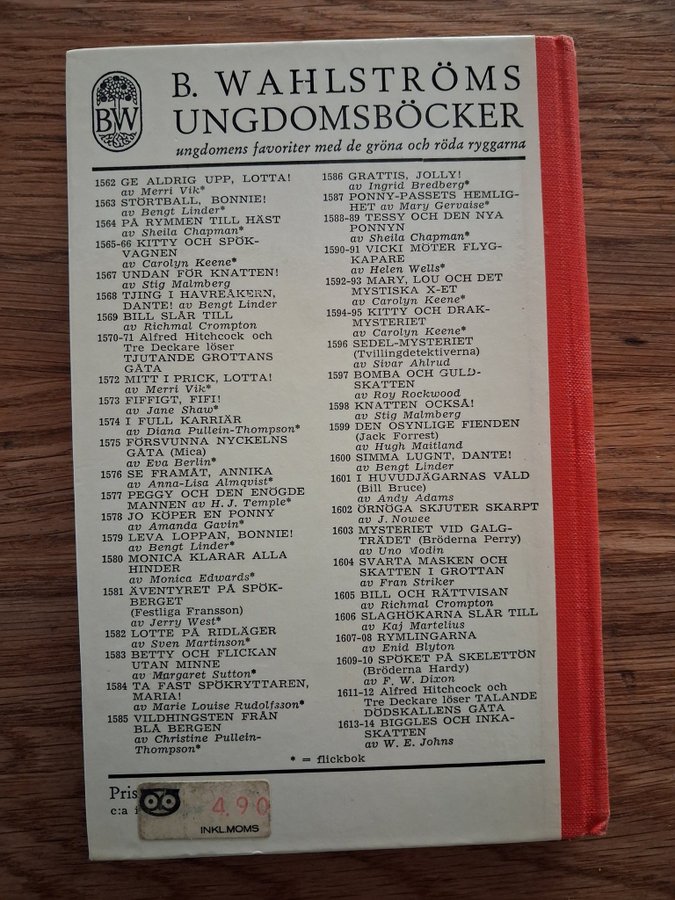 BW
B. WAHLSTRÖMS
UNGDOMSBÖCKER
ungdomens favoriter med de gröna och röda ryggarna
1562 GE ALDRIG UPP, LOTTA!
av Merri Vik*
1563 STÖRTBALL, BONNIE!
av Bengt Linder*
1564 PÅ RYMMEN TILL HÄST
av Sheila Chapman*
1565-66 KITTY OCH SPÖK-
VAGNEN
av Carolyn Keene*
1567 UNDAN FÖR KNATTEN!
av Stig Malmberg
1568 TJING I HAVREÅKERN,
DANTE! av Bengt Linder
1569 BILL SLÅR TILL
av Richmal Crompton
1570-71 Alfred Hitchcock och
Tre Deckare löser
TJUTANDE GROTTANS
GÅTA
1572 MITT I PRICK, LOTTA!
av Merri Vik*
1573 FIFFIGT, FIFI!
av Jane Shaw*
1574 I FULL KARRIÄR
av Diana Pullein-Thompson*
1575 FÖRSVUNNA NYCKELNS
GÅTA (Mica)
av Eva Berlin*
1576 SE FRAMÅT, ANNIKA
av Anna-Lisa Almqvist*
1577 PEGGY OCH DEN ENÖGDE
MANNEN av H. J. Temple*
1578 JO KÖPER EN PONNY
av Amanda Gavin*
1579 LEVA LOPPAN, BONNIE!
av Bengt Linder*
1580 MONICA KLARAR ALLA
HINDER
av Monica Edwards*
1581 ÄVENTYRET PÅ SPÖK-
BERGET
(Festliga Fransson)
av Jerry West*
1582 LOTTE PÅ RIDLÄGER
av Sven Martinson*
1583 BETTY OCH FLICKAN
UTAN MINNE
av Margaret Sutton*
1584 TA FAST SPÖKRYTTAREN,
MARIA!
av Marie Louise Rudolfsson*
1585 VILDHINGSTEN FRÅN
BLÅ BERGEN
av Christine Pullein-
Thompson*
1586 GRATTIS, JOLLY!
av Ingrid Bredberg*
1587 PONNY-PASSETS HEMLIG-
HET av Mary Gervaise*
1588-89 TESSY OCH DEN NYA
PONNYN
av Sheila Chapman*
1590-91 VICKI MÖTER FLYG-
KAPARE
av Helen Wells*
1592-93 MARY, LOU OCH DET
MYSTISKA X-ET
av Carolyn Keene*
1594-95 KITTY OCH DRAK-
MYSTERIET
av Carolyn Keene*
1596 SEDEL-MYSTERIET
(Tvillingdetektiverna)
av Sivar Ahlrud
1597 BOMBA OCH GULD-
SKATTEN
av Roy Rockwood
1598 KNATTEN OCKSÅ!
av Stig Malmberg
1599 DEN OSYNLIGE FIENDEN
(Jack Forrest)
av Hugh Maitland
1600 SIMMA LUGNT, DANTE!
av Bengt Linder
1601 I HUVUDJÄGARNAS VÅLD
(Bill Bruce)
av Andy Adams
1602 ÖRNÖGA SKJUTER SKARPT
av J. Nowee
1603 MYSTERIET VID GALG-
TRÄDET (Bröderna Perry)
av Uno Modin
1604 SVARTA MASKEN OCH
SKATTEN I GROTTAN
av Fran Striker
1605 BILL OCH RÄTTVISAN
av Richmal Crompton
1606 SLAGHÖKARNA SLÅR TILL
av Kaj Martelius
1607-08 RYMLINGARNA
av Enid Blyton
1609-10 SPÖKET PÅ SKELETTÖN
(Bröderna Hardy)
av F. W. Dixon
1611-12 Alfred Hitchcock och
Tre Deckare löser TALANDE
DÖDSKALLENS GÅTA
1613-14 BIGGLES OCH INKA-
SKATTEN
av W. E. Johns
* = flickbok
Pris
c:a
4.90
INKL.MOMS